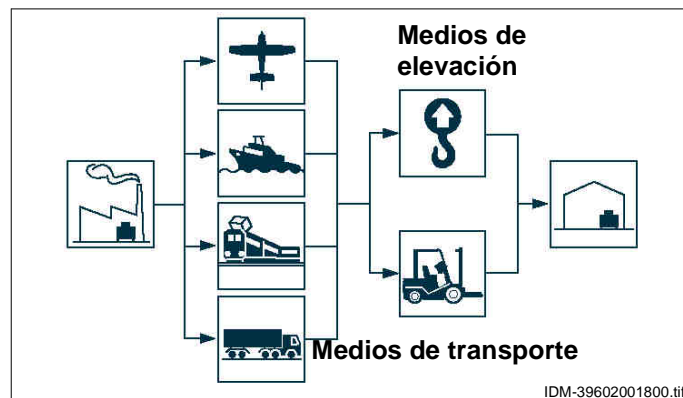 Medios de
elevación
Medios de transporte
IDM-39602001800.tif